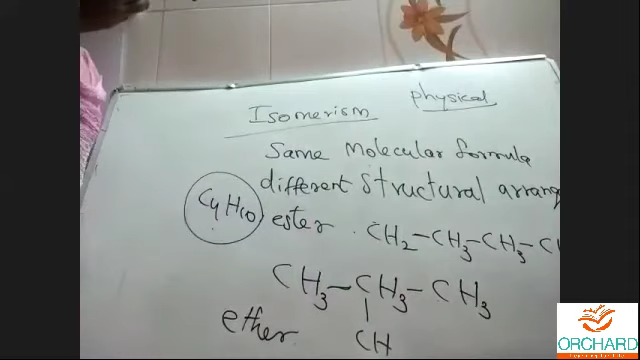 Isomerism physical
Same Molecular formula
different structural arrang
C4H10
ester. CH2-CH3-CH3-CH
CH3-CH3-CH3
|
CH
ether.
ORCHARD